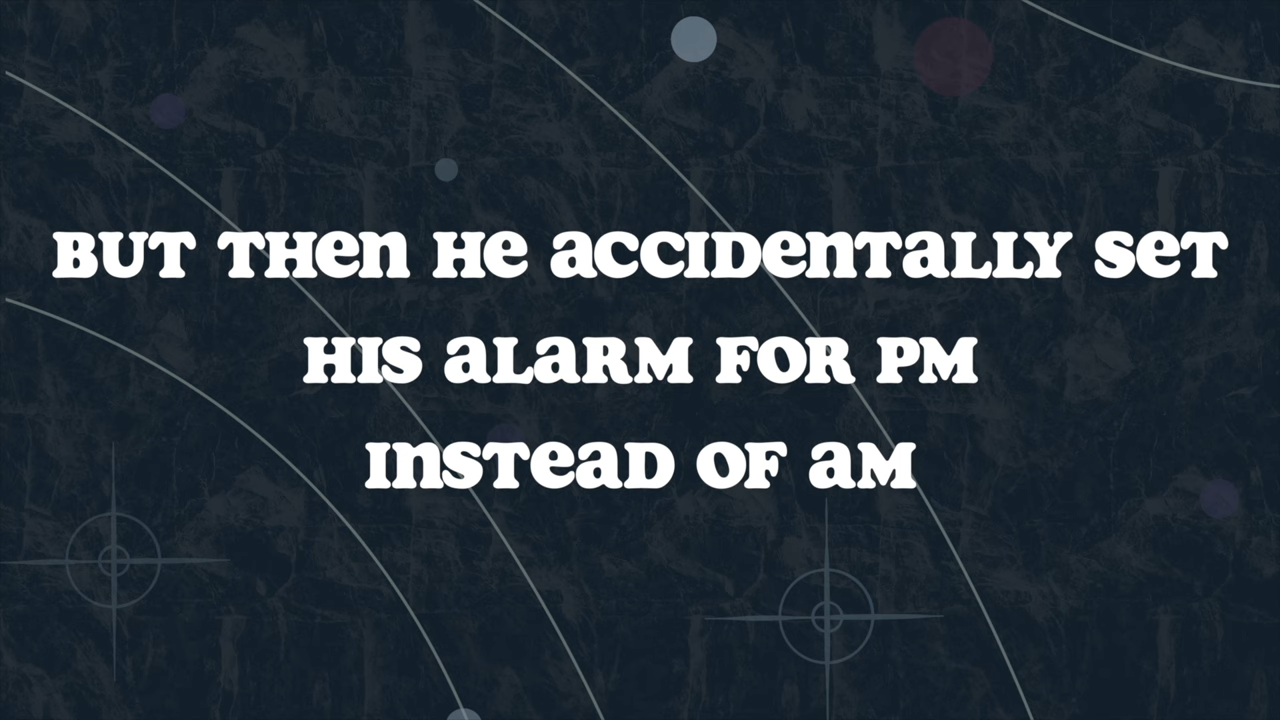 BUT THEN HE ACCIDENTALLY SET
HIS ALARM FOR PM
INSTEAD OF AM